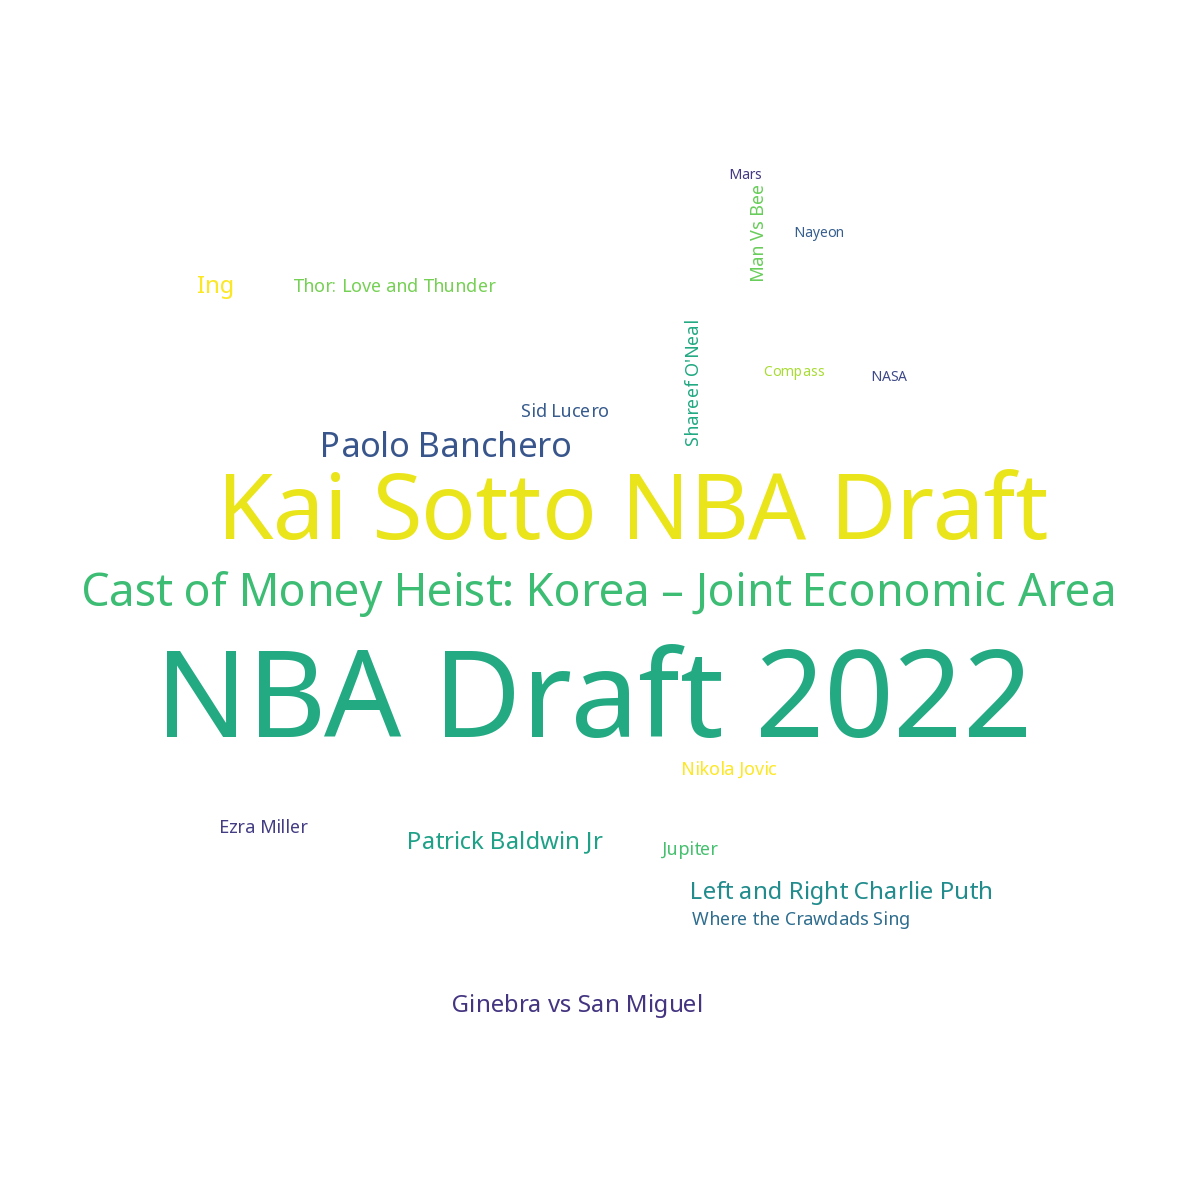 Mars
Man Vs Bee
Nayeon
Ing
Thor: Love and Thunder
Shareef O'Neal
Compass
NASA
Sid Lucero
Paolo Banchero
Kai Sotto NBA Draft
Cast of Money Heist: Korea – Joint Economic Area
NBA Draft 2022
Nikola Jovic
Ezra Miller
Patrick Baldwin Jr
Jupiter
Left and Right Charlie Puth
Where the Crawdads Sing
Ginebra vs San Miguel